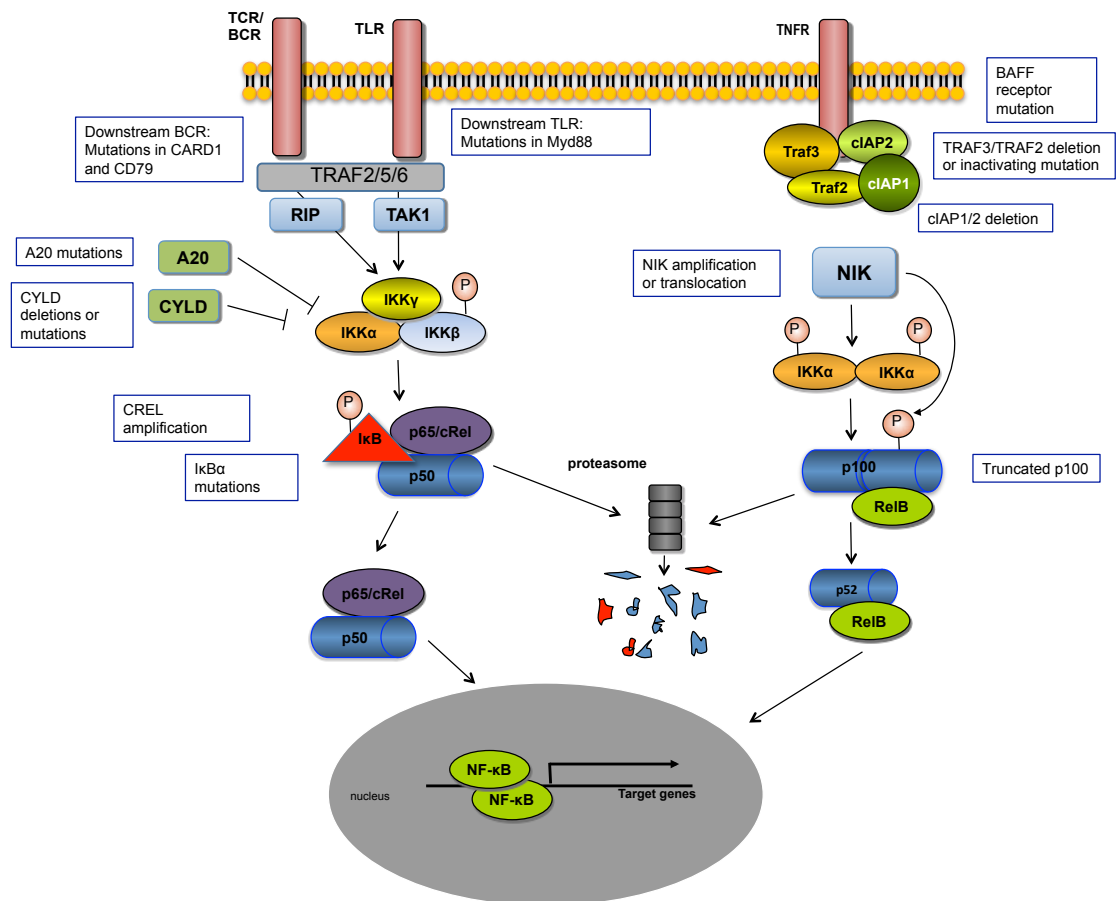 TCR/
BCR
TLR
TNFR
BAFF
receptor
mutation
Downstream BCR:
Mutations in CARD1
and CD79
Downstream TLR:
Mutations in Myd88
Traf3
cIAP2
Traf2
cIAP1
TRAF3/TRAF2 deletion
or inactivating mutation
TRAF2/5/6
RIP
TAK1
cIAP1/2 deletion
A20 mutations
A20
CYLD
deletions or
mutations
CYLD
IKKγ
P
IKKα
IKKβ
NIK amplification
or translocation
NIK
P
P
IKKα
IKKα
CREL
amplification
P
IκB
p65/cRel
p50
IκBα
mutations
proteasome
P
p100
RelB
Truncated p100
p65/cRel
p50
p52
RelB
NF-κB
NF-κB
nucleus
Target genes